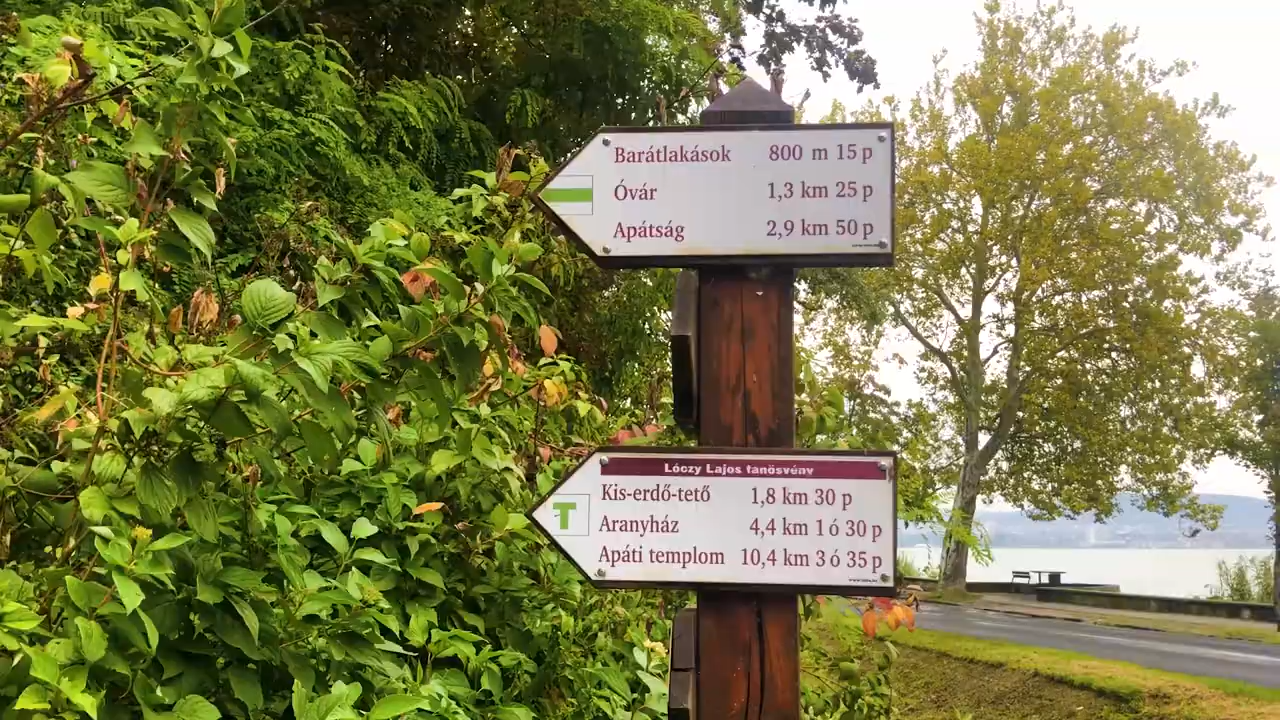 Barátlakások 800 m 15 p
Óvár 1,3 km 25 p
Apátság 2,9 km 50 p
Lóczy Lajos tanösvény
T
Kis-erdő-tető 1,8 km 30 p
Aranyház 4,4 km 1 ó 30 p
Apáti templom 10,4 km 3 ó 35 p